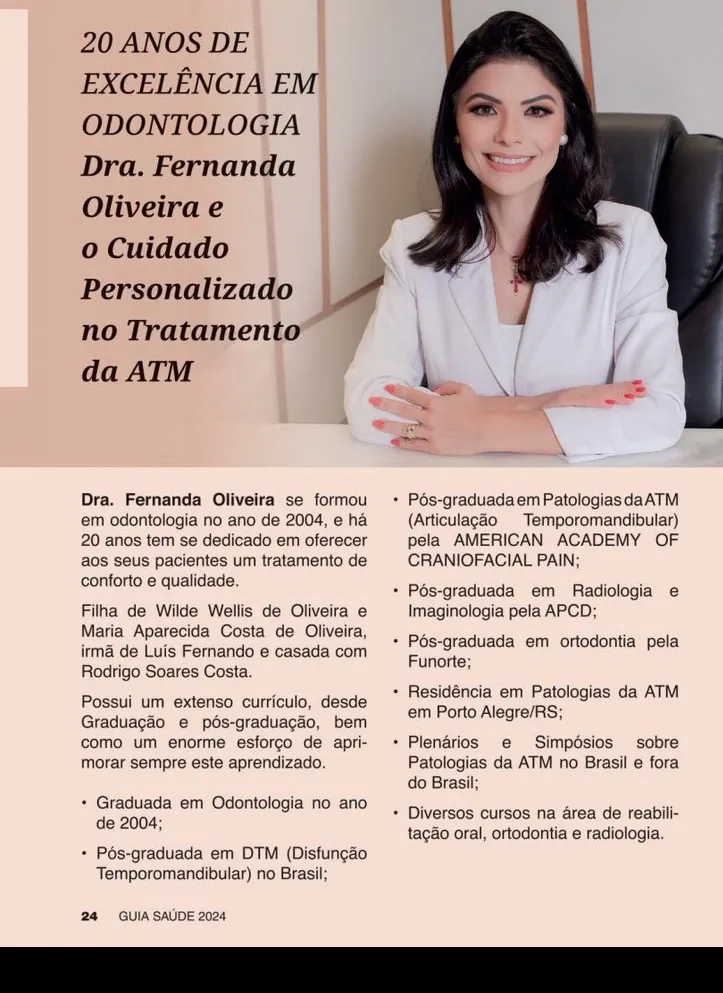 20 ANOS DE
EXCELÊNCIA EM
ODONTOLOGIA
Dra. Fernanda
Oliveira e
o Cuidado
Personalizado
no Tratamento
da ATM
Dra. Fernanda Oliveira se formou
em odontologia no ano de 2004, e há
20 anos tem se dedicado em oferecer
aos seus pacientes um tratamento de
conforto e qualidade.
Filha de Wilde Wellis de Oliveira e
Maria Aparecida Costa de Oliveira,
irmã de Luís Fernando e casada com
Rodrigo Soares Costa.
Possui um extenso currículo, desde
Graduação e pós-graduação, bem
como um enorme esforço de apri-
morar sempre este aprendizado.
• Graduada em Odontologia no ano
de 2004;
• Pós-graduada em DTM (Disfunção
Temporomandibular) no Brasil;
• Pós-graduada em Patologias da ATM
(Articulação Temporomandibular)
pela AMERICAN ACADEMY OF
CRANIOFACIAL PAIN;
• Pós-graduada em Radiologia e
Imaginologia pela APCD;
• Pós-graduada em ortodontia pela
Funorte;
• Residência em Patologias da ATM
em Porto Alegre/RS;
• Plenários e Simpósios sobre
Patologias da ATM no Brasil e fora
do Brasil;
• Diversos cursos na área de reabili-
tação oral, ortodontia e radiologia.
24 GUIA SAÚDE 2024